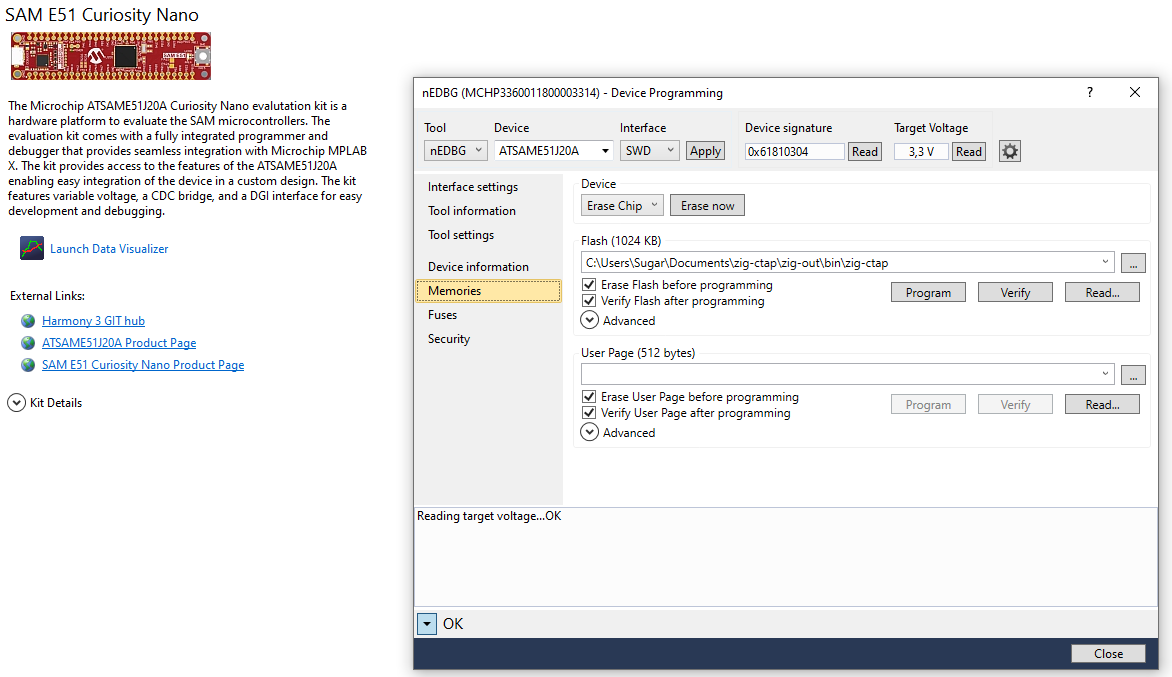 SAM E51 Curiosity Nano
SAM E51
The Microchip ATSAME51J20A Curiosity Nano evalutation kit is a
hardware platform to evaluate the SAM microcontrollers. The
evaluation kit comes with a fully integrated programmer and
debugger that provides seamless integration with Microchip MPLAB
X. The kit provides access to the features of the ATSAME51J20A
enabling easy integration of the device in a custom design. The kit
features variable voltage, a CDC bridge, and a DGI interface for easy
development and debugging.
Launch Data Visualizer
External Links:
Harmony 3 GIT hub
ATSAME51J20A Product Page
SAM E51 Curiosity Nano Product Page
Kit Details
nEDBG (MCHP3360011800003314) - Device Programming
?
Tool Device Interface Device signature Target Voltage
nEDBG ATSAME51J20A SWD Apply 0x61810304 Read 3,3 V Read
Interface settings
Tool information
Tool settings
Device information
Memories
Fuses
Security
Device
Erase Chip Erase now
Flash (1024 KB)
C:\Users\Sugar\Documents\zig-ctap\zig-out\bin\zig-ctap ...
Erase Flash before programming
Verify Flash after programming
Program Verify Read...
Advanced
User Page (512 bytes)
...
Erase User Page before programming
Verify User Page after programming
Program Verify Read...
Advanced
Reading target voltage...OK
OK
Close